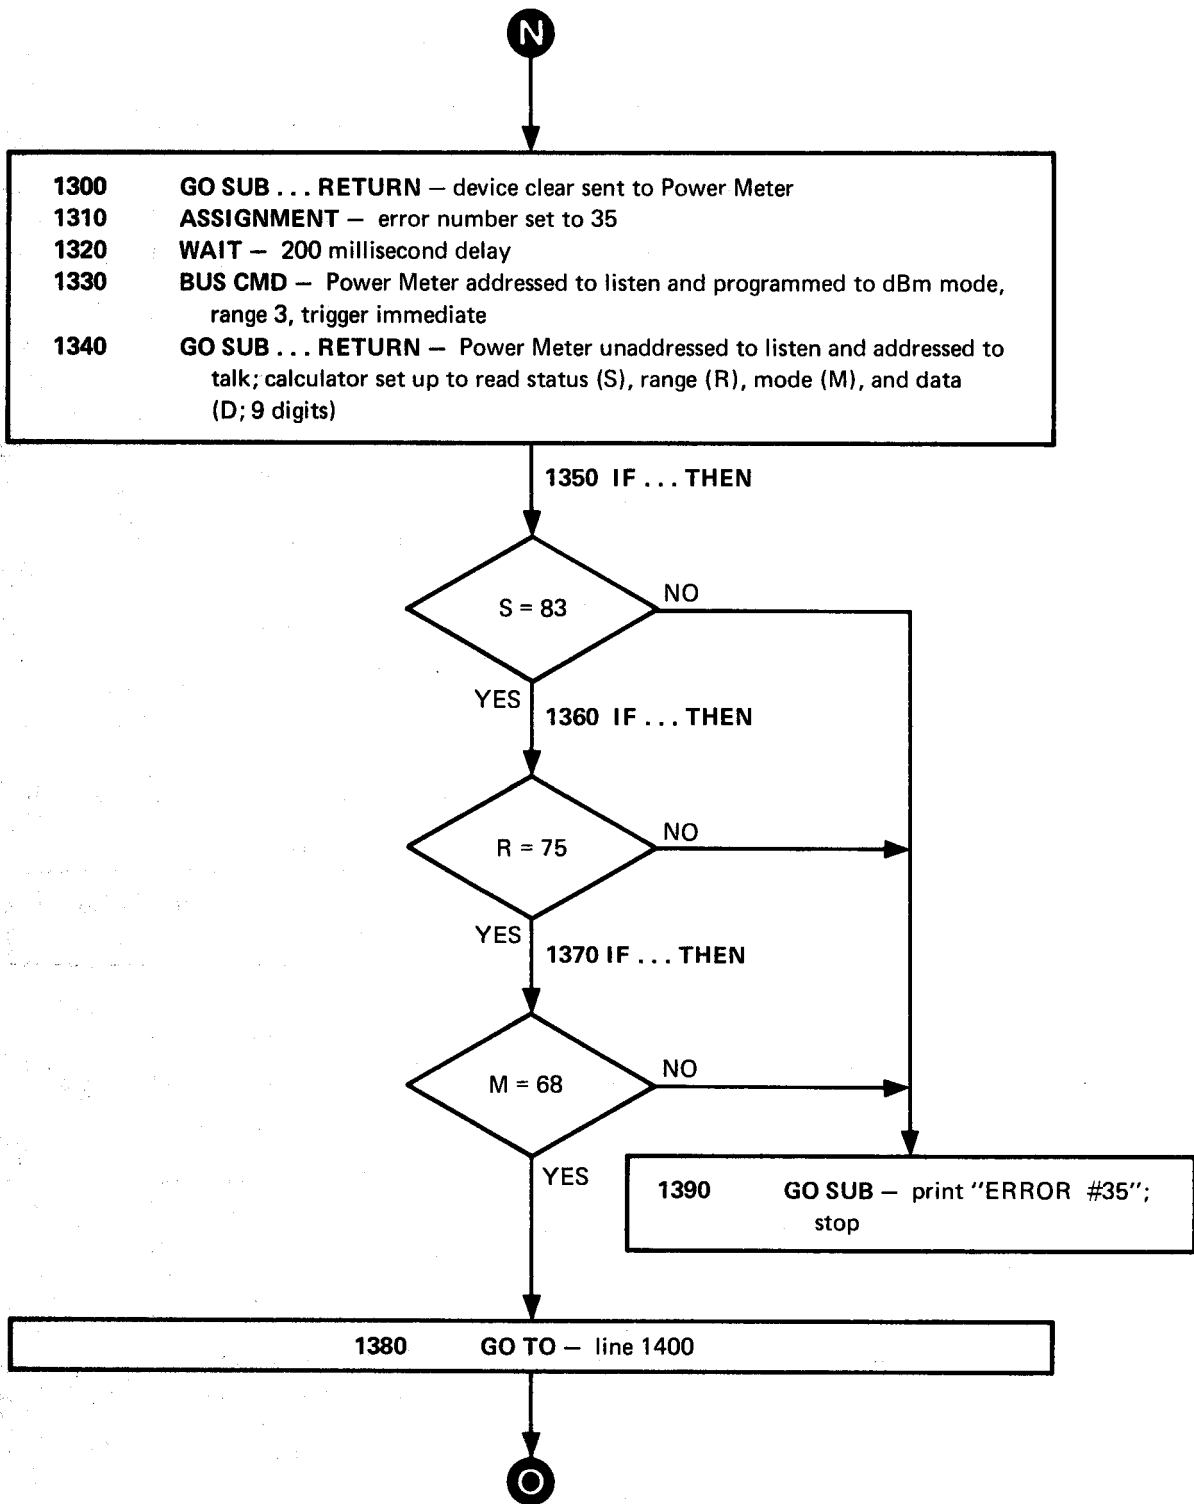 N
1300 GO SUB . . . RETURN — device clear sent to Power Meter
1310 ASSIGNMENT — error number set to 35
1320 WAIT — 200 millisecond delay
1330 BUS CMD — Power Meter addressed to listen and programmed to dBm mode,
range 3, trigger immediate
1340 GO SUB . . . RETURN — Power Meter unaddressed to listen and addressed to
talk; calculator set up to read status (S), range (R), mode (M), and data
(D; 9 digits)
1350 IF . . . THEN
S = 83
NO
YES
1360 IF . . . THEN
R = 75
NO
YES
1370 IF . . . THEN
M = 68
NO
YES
1390 GO SUB — print "ERROR #35";
stop
1380 GO TO — line 1400
O